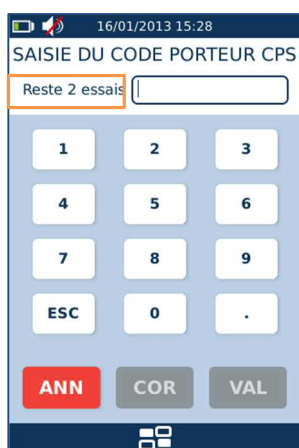 16/01/2013 15:28
SAISIE DU CODE PORTEUR CPS
Reste 2 essais
1 2 3
4 5 6
7 8 9
ESC 0 .
ANN COR VAL